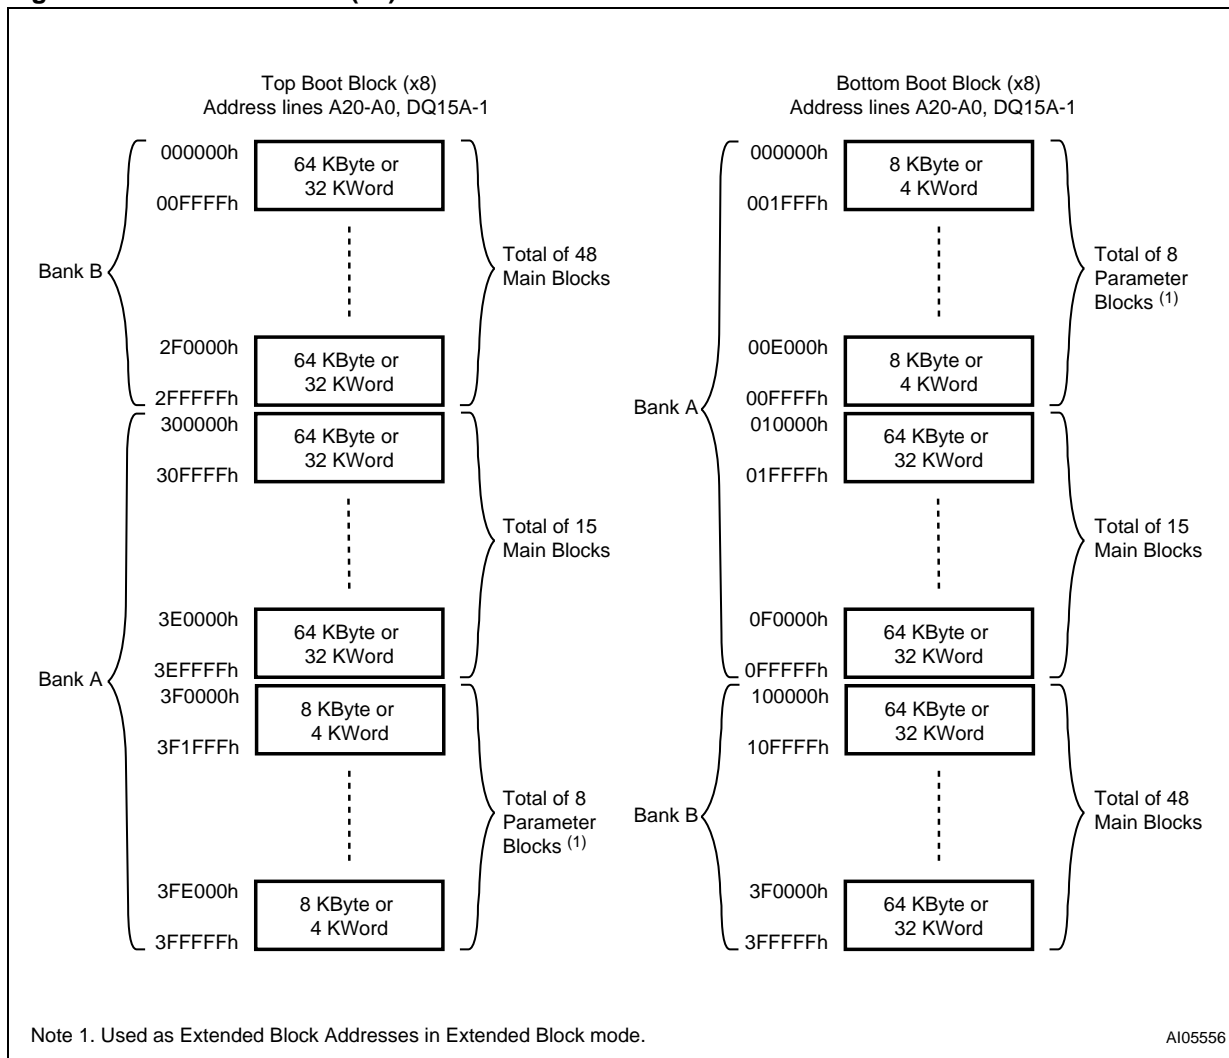 Top Boot Block (x8)
Address lines A20-A0, DQ15A-1
000000h
64 KByte or
32 KWord
00FFFFh
Bank B
Total of 48
Main Blocks
2F0000h
64 KByte or
32 KWord
2FFFFFh
300000h
64 KByte or
32 KWord
30FFFFh
Total of 15
Main Blocks
3E0000h
64 KByte or
32 KWord
3EFFFFh
Bank A
3F0000h
8 KByte or
4 KWord
3F1FFFh
Total of 8
Parameter
Blocks (1)
3FE000h
8 KByte or
4 KWord
3FFFFFh
Bottom Boot Block (x8)
Address lines A20-A0, DQ15A-1
000000h
8 KByte or
4 KWord
001FFFh
Total of 8
Parameter
Blocks (1)
00E000h
8 KByte or
4 KWord
00FFFFh
Bank A
010000h
64 KByte or
32 KWord
01FFFFh
Total of 15
Main Blocks
0F0000h
64 KByte or
32 KWord
0FFFFFh
100000h
64 KByte or
32 KWord
10FFFFh
Bank B
Total of 48
Main Blocks
3F0000h
64 KByte or
32 KWord
3FFFFFh
Note 1. Used as Extended Block Addresses in Extended Block mode.
AI05556